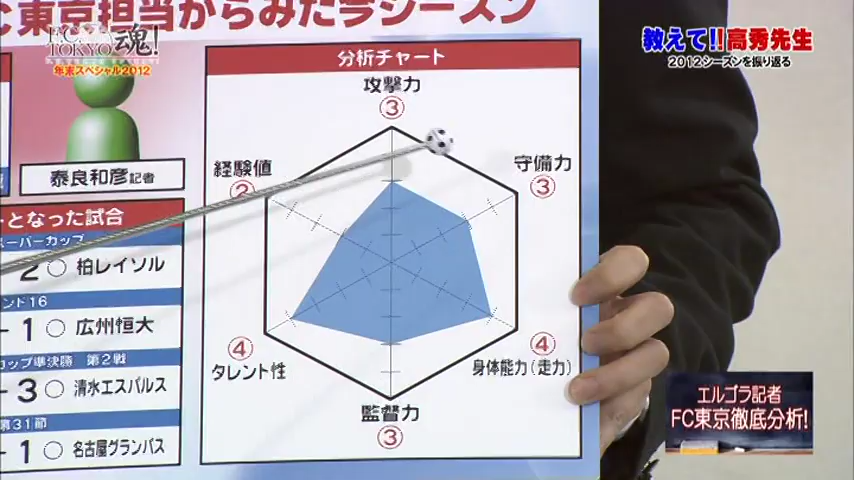 FC東京担当からみた今シーズン
F.C. TOKYO 魂!
年末スペシャル2012
教えて!!高秀先生
2012シーズンを振り返る
分析チャート
攻撃力
③
守備力
③
身体能力(走力)
④
監督力
③
タレント性
④
経験値
②
泰良和彦記者
となった試合
スーパーカップ
2○ 柏レイソル
ンド16
-1○ 広州恒大
カップ準決勝 第2戦
-3○ 清水エスパルス
第31節
-1○ 名古屋グランパス
エルゴラ記者
FC東京徹底分析!